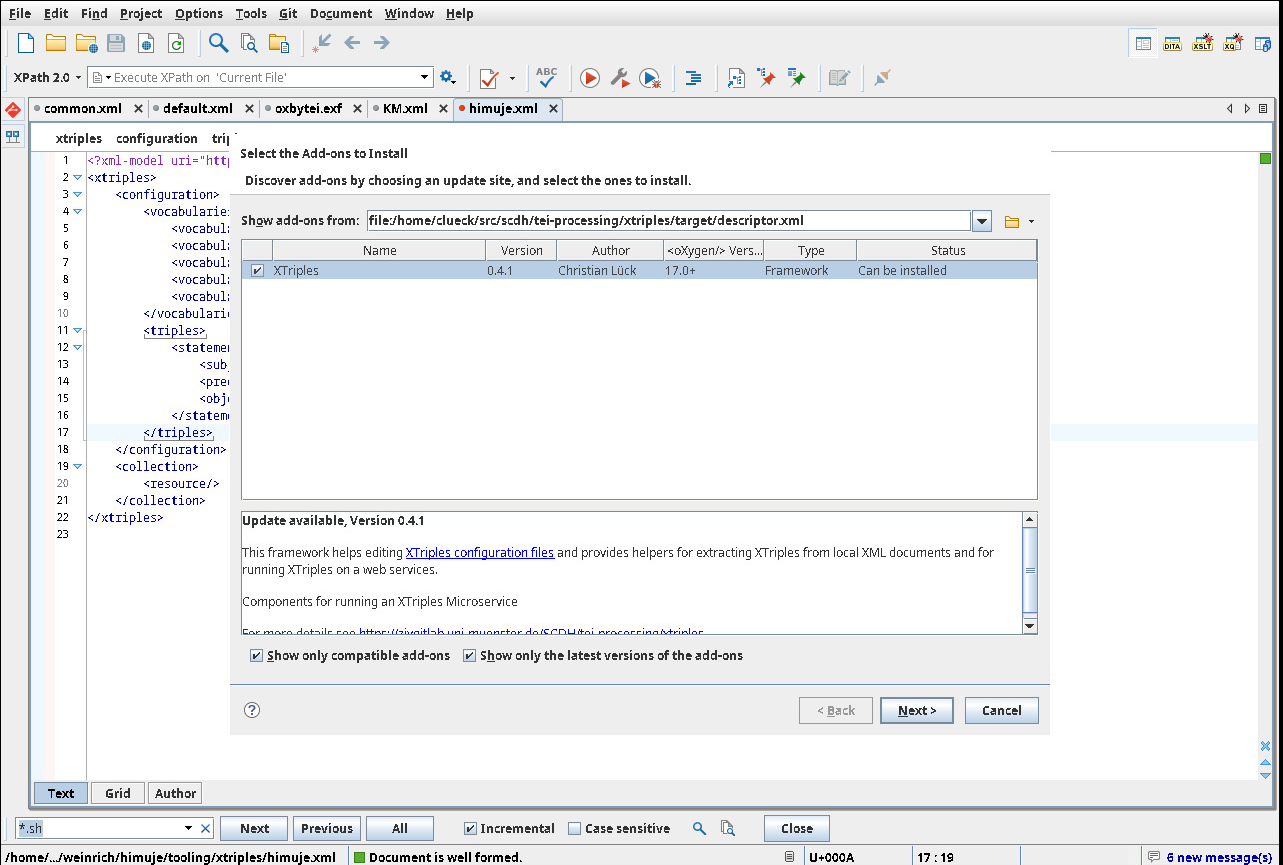 File Edit Find Project Options Tools Git Document Window Help
DITA XSLT XQ
XPath 2.0 Execute XPath on 'Current File' ABC
common.xml default.xml oxbytei.exf KM.xml himuje.xml
xtriples configuration
Select the Add-ons to Install
Discover add-ons by choosing an update site, and select the ones to install.
Show add-ons from: file:/home/clueck/src/scdh/tei-processing/xtriples/target/descriptor.xml
Name Version Author <oXygen/> Vers... Type Status
XTriples 0.4.1 Christian Lück 17.0+ Framework Can be installed
Update available, Version 0.4.1
This framework helps editing XTriples configuration files and provides helpers for extracting XTriples from local XML documents and for
running XTriples on a web services.
Components for running an XTriples Microservice
For more details see https://zivgitlab.uni-muenster.de/SCDH/tei-processing/xtriples
Show only compatible add-ons Show only the latest versions of the add-ons
< Back Next > Cancel
1 <?xml-model uri="http
2 <xtriples>
3 <configuration>
4 <vocabularie
5 <vocabula
6 <vocabula
7 <vocabula
8 <vocabula
9 <vocabula
10 </vocabularie
11 <triples>
12 <statemen
13 <sub
14 <pred
15 <obje
16 </stateme
17 </triples>
18 </configuration>
19 <collection>
20 <resource/>
21 </collection>
22 </xtriples>
23
Text Grid Author
*.sh Next Previous All Incremental Case sensitive Close
/home/.../weinrich/himuje/tooling/xtriples/himuje.xml Document is well formed. U+000A 17 : 19 6 new message(s)